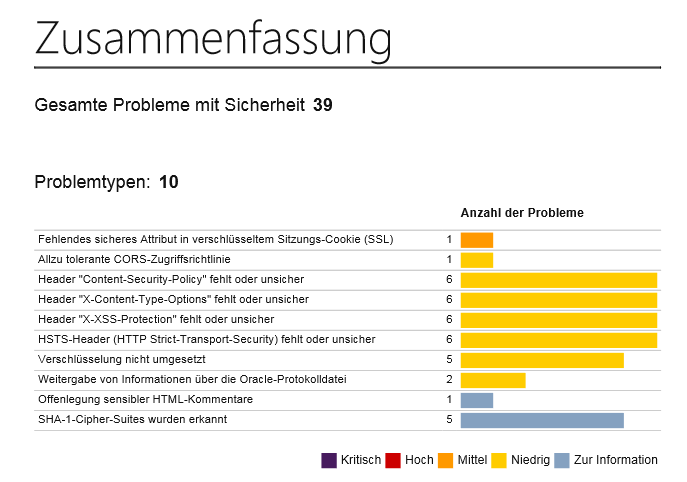 Zusammenfassung
Gesamte Probleme mit Sicherheit 39
Problemtypen: 10
Anzahl der Probleme
Fehlendes sicheres Attribut in verschlüsseltem Sitzungs-Cookie (SSL) 1
Allzu tolerante CORS-Zugriffsrichtlinie 1
Header "Content-Security-Policy" fehlt oder unsicher 6
Header "X-Content-Type-Options" fehlt oder unsicher 6
Header "X-XSS-Protection" fehlt oder unsicher 6
HSTS-Header (HTTP Strict-Transport-Security) fehlt oder unsicher 6
Verschlüsselung nicht umgesetzt 5
Weitergabe von Informationen über die Oracle-Protokolldatei 2
Offenlegung sensibler HTML-Kommentare 1
SHA-1-Cipher-Suites wurden erkannt 5
Kritisch Hoch Mittel Niedrig Zur Information